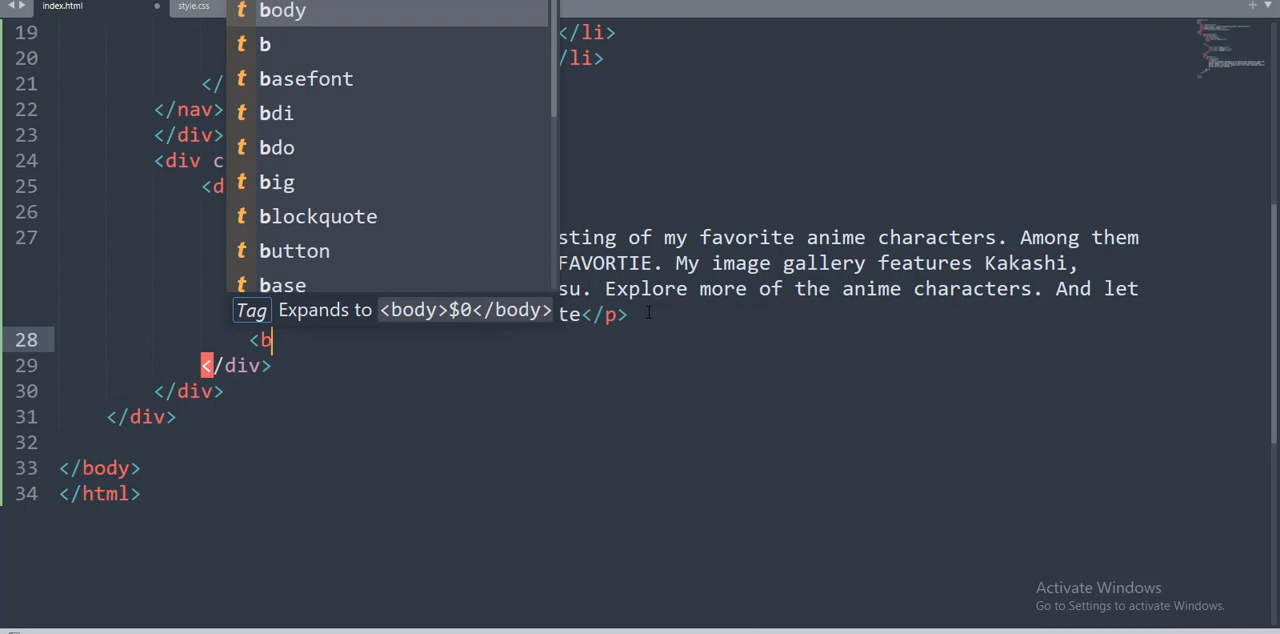 index.html
style.css
19 </li>
20 /li>
21 </
22 </nav>
23 </div>
24 <div c
25 <d
26
27 sting of my favorite anime characters. Among them
FAVORTIE. My image gallery features Kakashi,
su. Explore more of the anime characters. And let
te</p>
body
b
basefont
bdi
bdo
big
blockquote
button
base
Tag Expands to <body>$0</body>
28 <b
29 </div>
30 </div>
31 </div>
32
33 </body>
34 </html>
Activate Windows
Go to Settings to activate Windows.